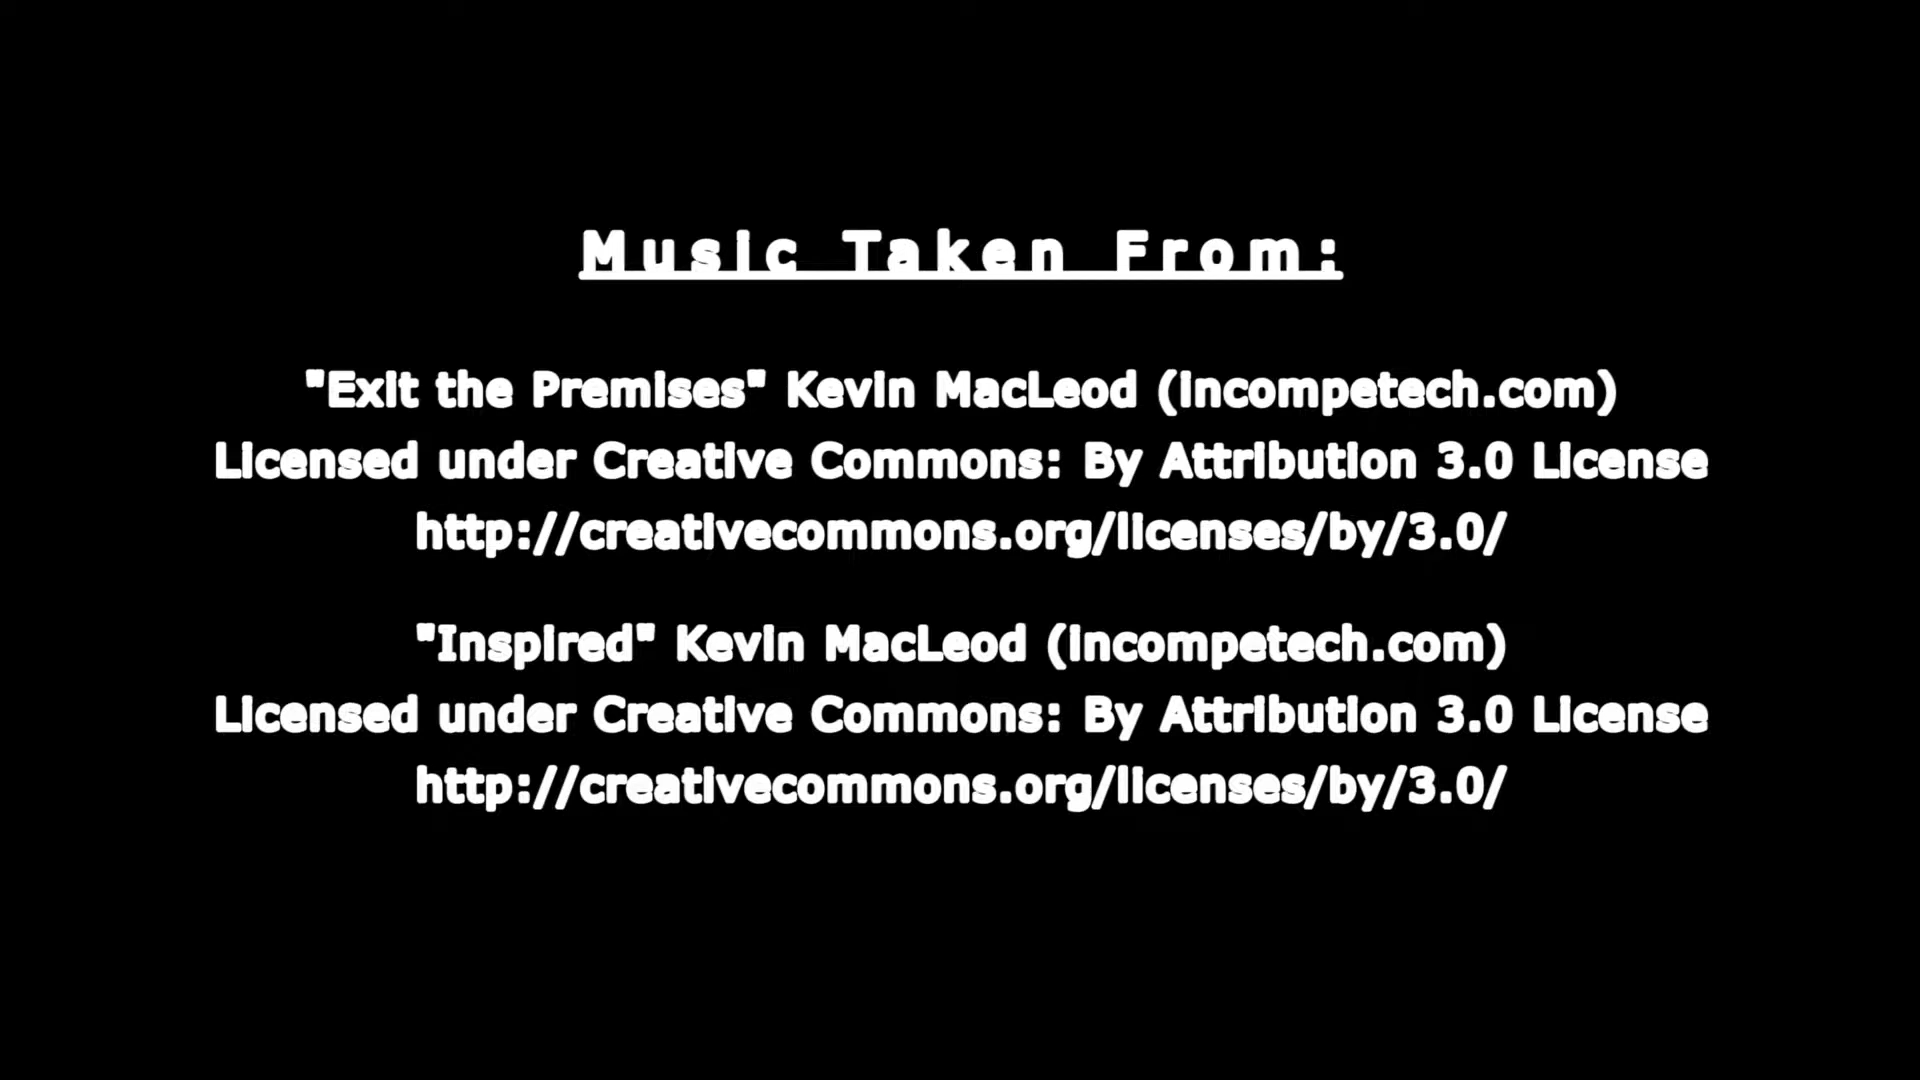 Music Taken From:
"Exit the Premises" Kevin MacLeod (incompetech.com)
Licensed under Creative Commons: By Attribution 3.0 License
http://creativecommons.org/licenses/by/3.0/
"Inspired" Kevin MacLeod (incompetech.com)
Licensed under Creative Commons: By Attribution 3.0 License
http://creativecommons.org/licenses/by/3.0/